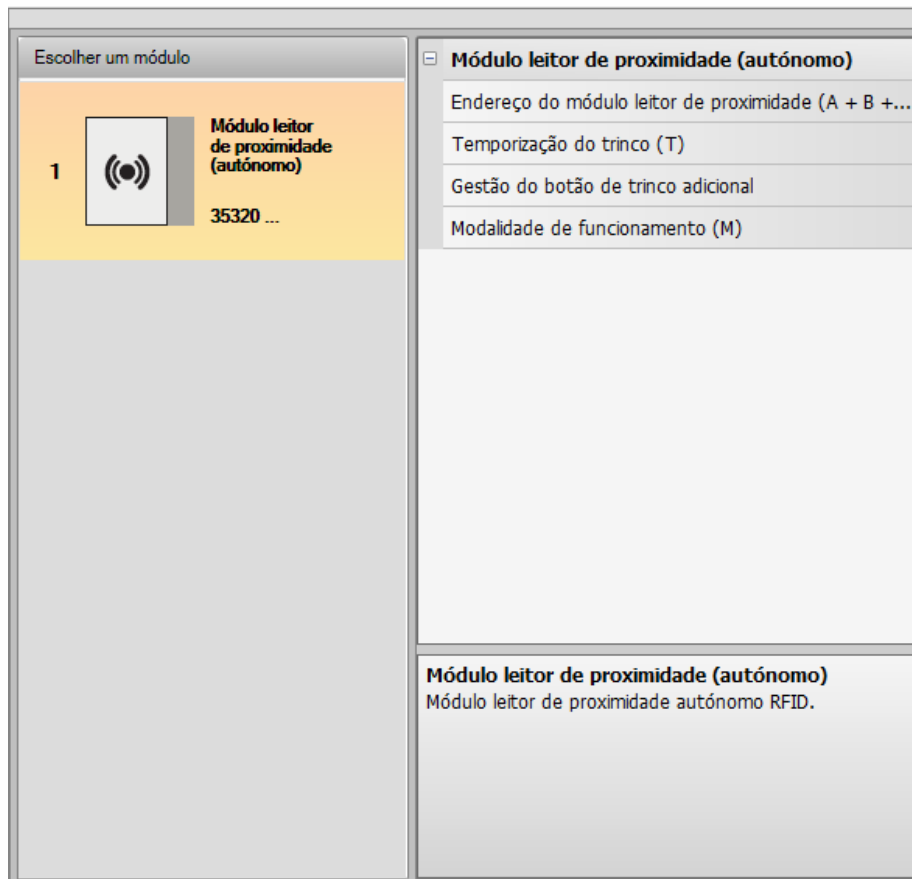 Escolher um módulo
1
Módulo leitor
de proximidade
(autónomo)
35320 ...
Módulo leitor de proximidade (autónomo)
Endereço do módulo leitor de proximidade (A + B +...
Temporização do trinco (T)
Gestão do botão de trinco adicional
Modalidade de funcionamento (M)
Módulo leitor de proximidade (autónomo)
Módulo leitor de proximidade autónomo RFID.